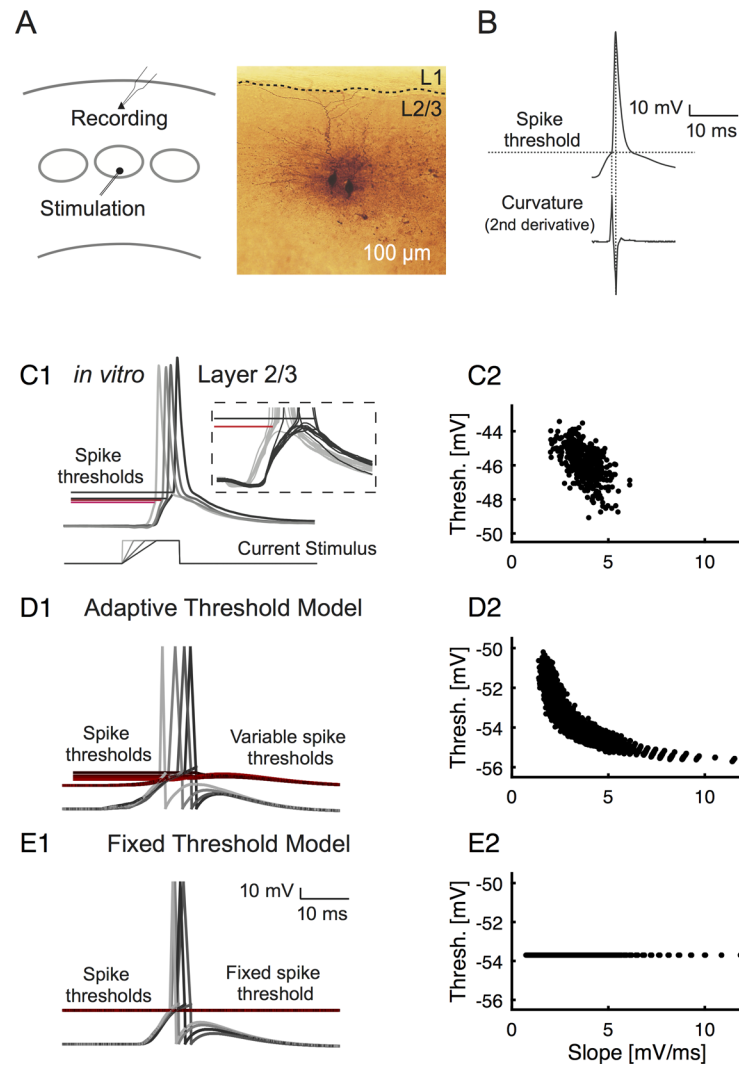 A
Recording
Stimulation
L1
L2/3
100 µm
B
Spike
threshold
10 mV
10 ms
Curvature
(2nd derivative)
C1 in vitro Layer 2/3
Spike
thresholds
Current Stimulus
C2
Thresh. [mV]
-44
-46
-48
-50
0 5 10
D1 Adaptive Threshold Model
Spike
thresholds
Variable spike
thresholds
D2
Thresh. [mV]
-50
-52
-54
-56
0 5 10
E1 Fixed Threshold Model
10 mV
10 ms
Spike
thresholds
Fixed spike
threshold
E2
Thresh. [mV]
-50
-52
-54
-56
0 5 10
Slope [mV/ms]